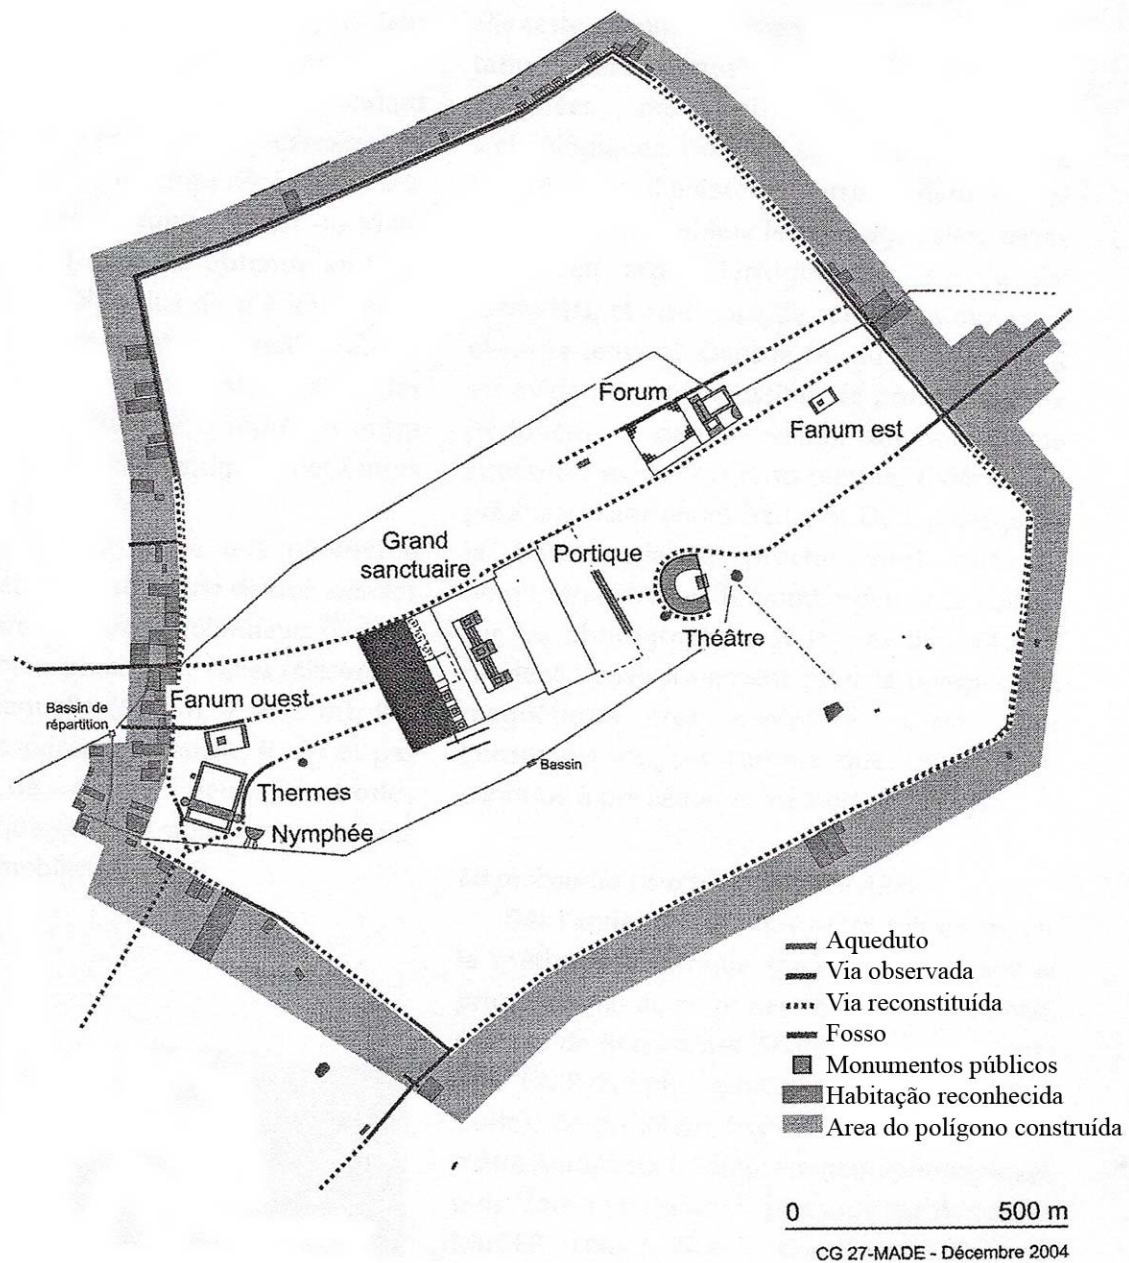 Forum
Fanum est
Grand
sanctuaire
Portique
Théâtre
Fanum ouest
Bassin de
répartition
Bassin
Thermes
Nymphée
Aqueduto
Via observada
Via reconstituída
Fosso
Monumentos públicos
Habitação reconhecida
Area do polígono construída
0 500 m
CG 27-MADE - Décembre 2004